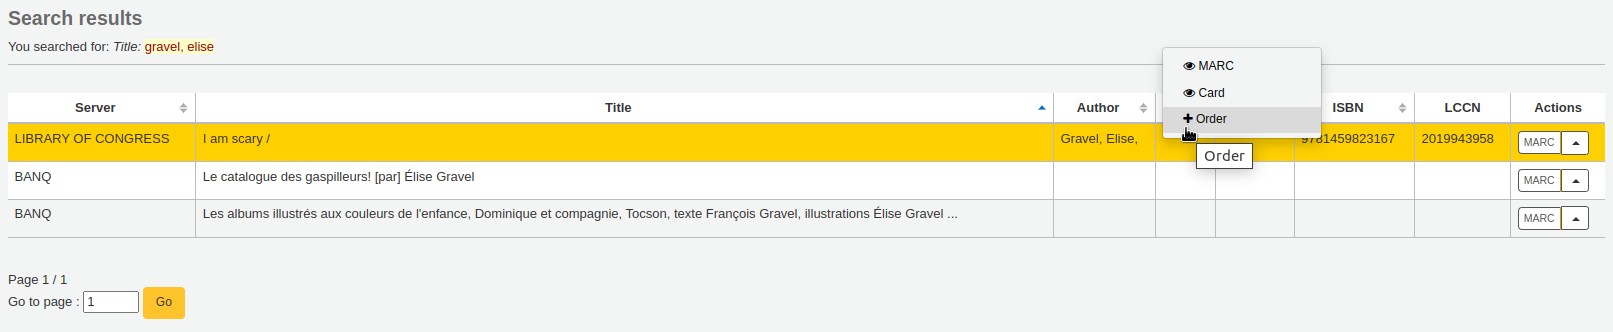 Search results
You searched for: Title: gravel, elise
MARC
Card
Order
Server Title Author ISBN LCCN Actions
LIBRARY OF CONGRESS I am scary / Gravel, Elise, 9781459823167 2019943958 MARC
Order
BANQ Le catalogue des gaspilleurs! [par] Élise Gravel MARC
BANQ Les albums illustrés aux couleurs de l'enfance, Dominique et compagnie, Tocson, texte François Gravel, illustrations Élise Gravel ... MARC
Page 1 / 1
Go to page : 1 Go